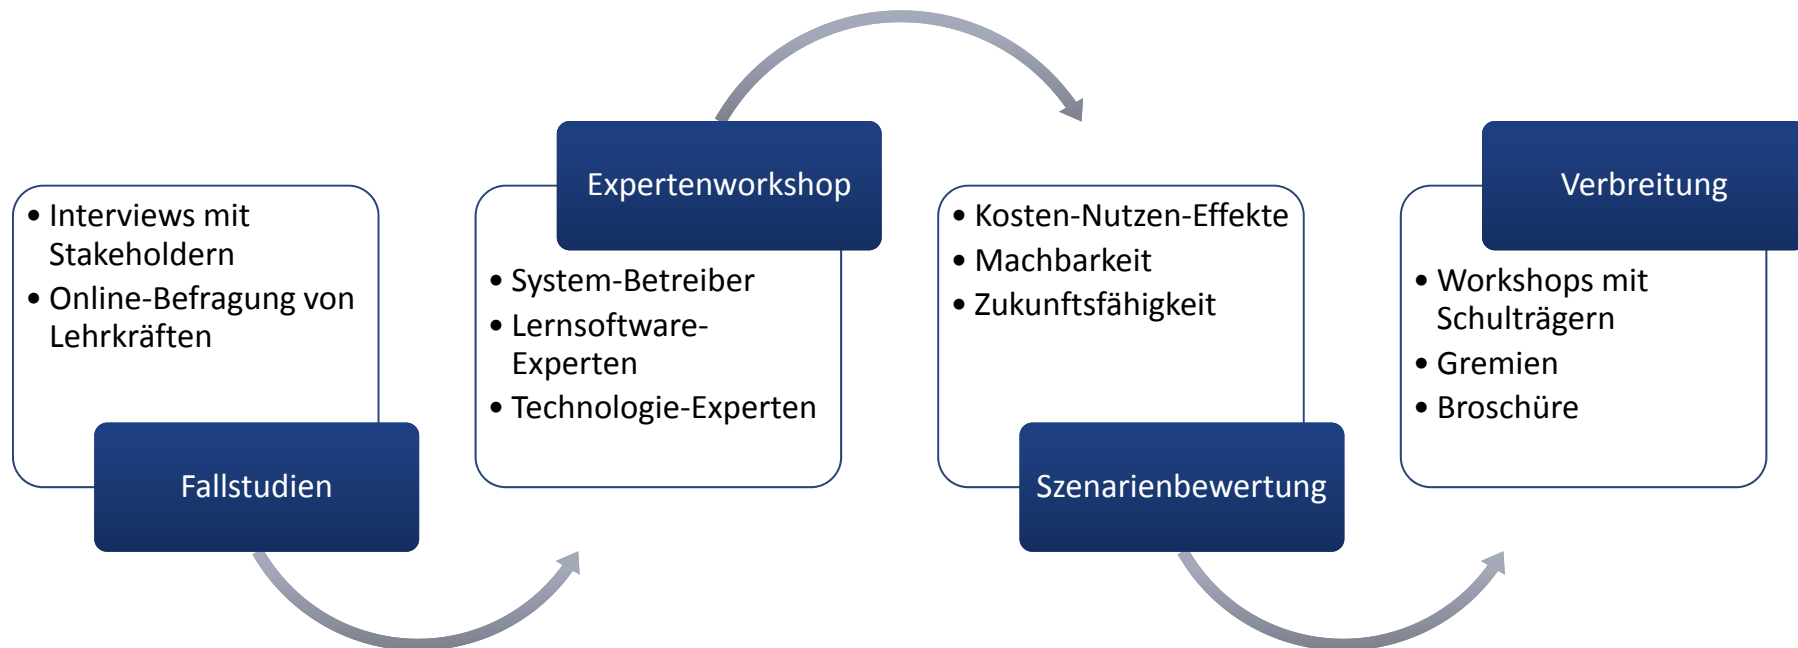 • Interviews mit
Stakeholdern
• Online-Befragung von
Lehrkräften
Fallstudien
Expertenworkshop
• System-Betreiber
• Lernsoftware-
Experten
• Technologie-Experten
• Kosten-Nutzen-Effekte
• Machbarkeit
• Zukunftsfähigkeit
Szenarienbewertung
Verbreitung
• Workshops mit
Schulträgern
• Gremien
• Broschüre